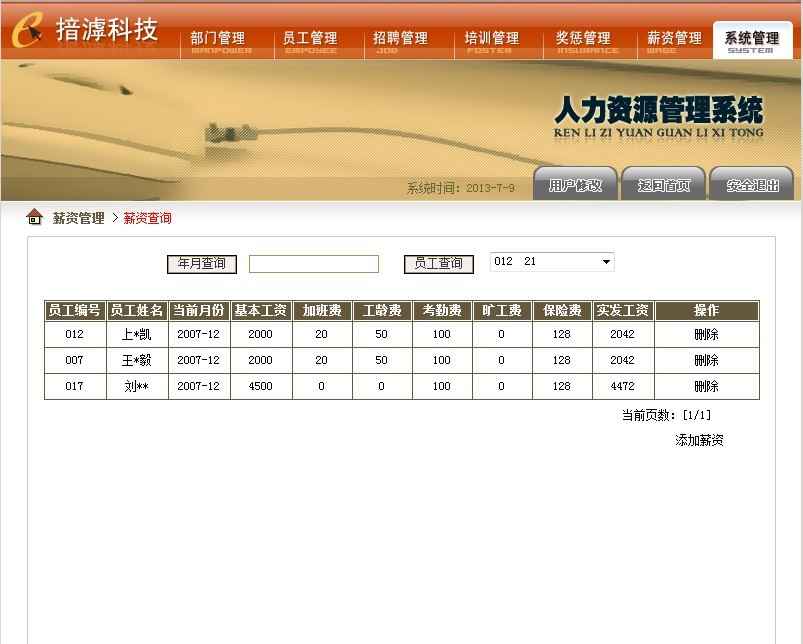 掊滹科技
部门管理 员工管理 招聘管理 培训管理 奖惩管理 薪资管理 系统管理
MANPOWER EMPOYEE JOB FOSTER INSURANCE WAGE SYSTEM
人力资源管理系统
REN LI ZI YUAN GUAN LI XI TONG
系统时间：2013-7-9 用户修改 返回首页 安全退出
薪资管理 > 薪资查询
年月查询 员工查询 012 21
员工编号 员工姓名 当前月份 基本工资 加班费 工龄费 考勤费 旷工费 保险费 实发工资 操作
012 上*凯 2007-12 2000 20 50 100 0 128 2042 删除
007 王*毅 2007-12 2000 20 50 100 0 128 2042 删除
017 刘** 2007-12 4500 0 0 100 0 128 4472 删除
当前页数：[1/1]
添加薪资